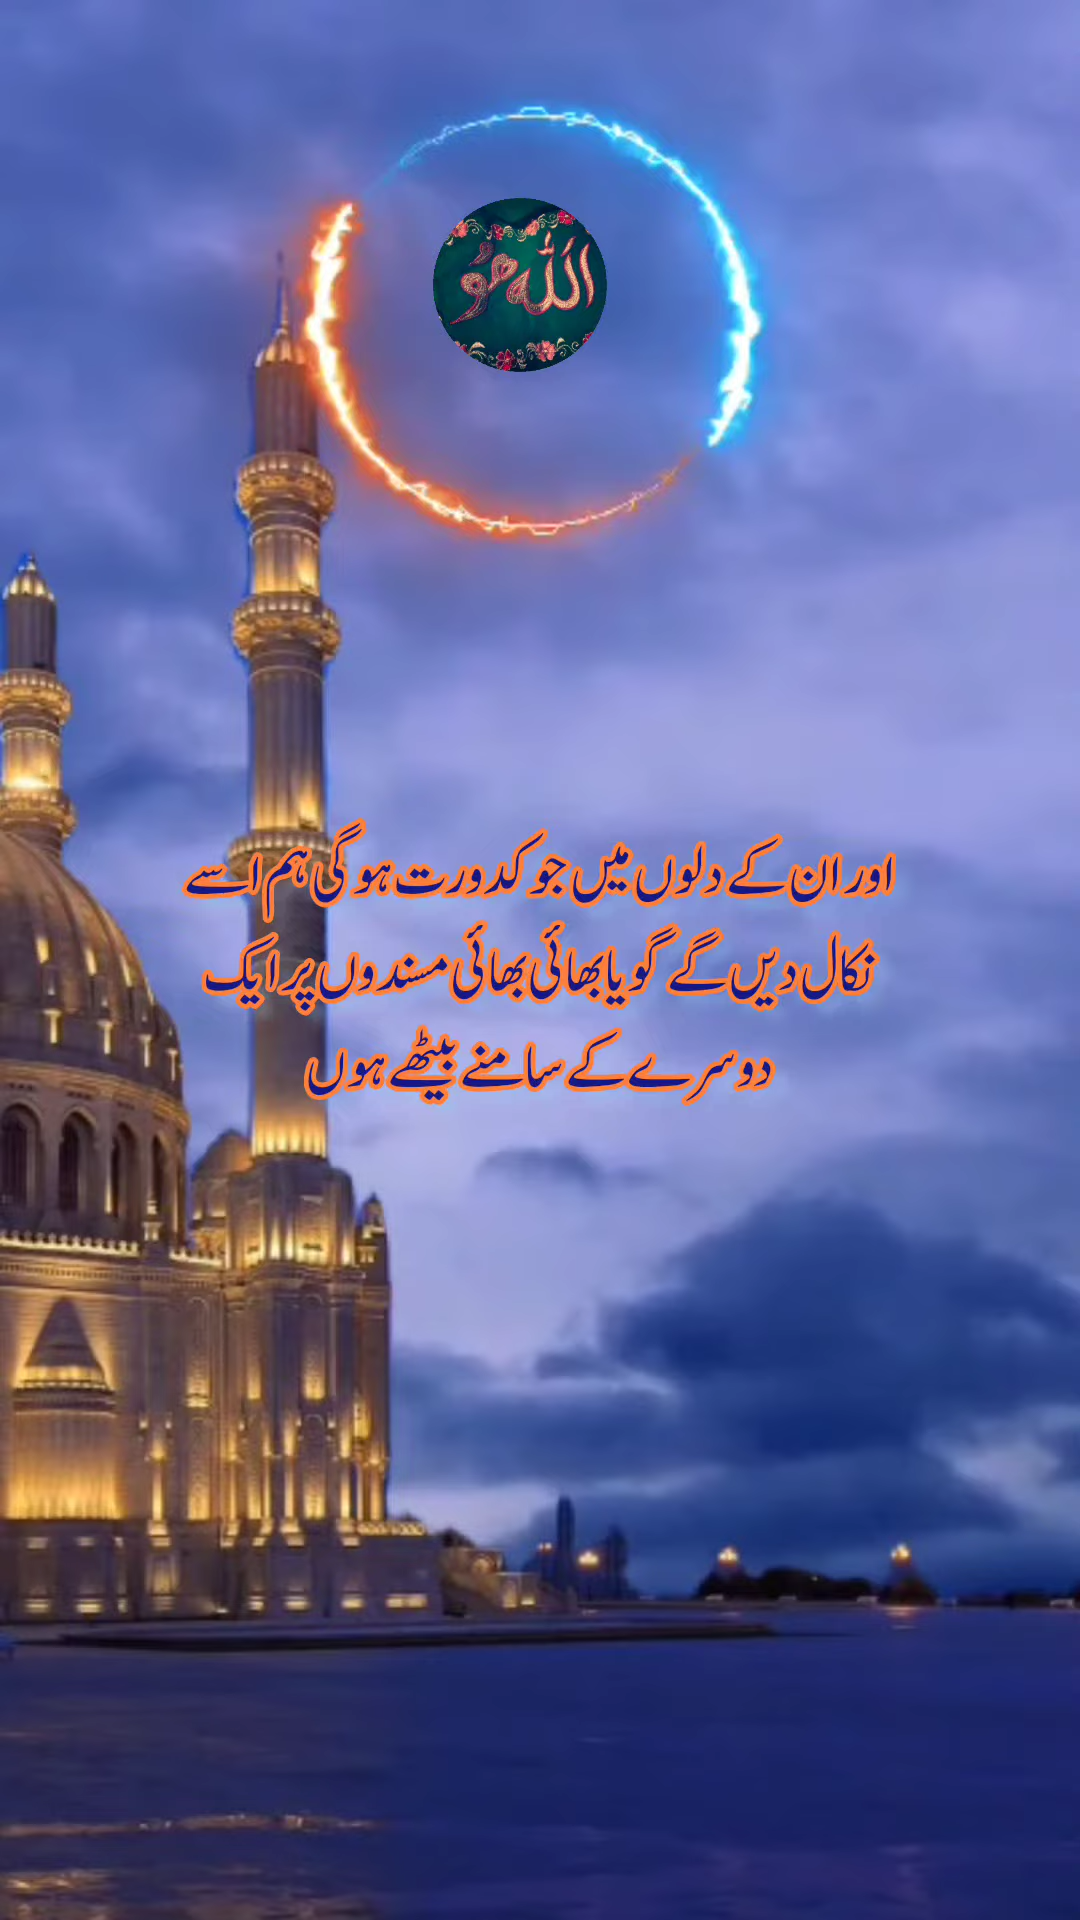 اللہ ھُو
اور ان کے دلوں میں جو کدورت ہو گی ہم اسے
نکال دیں گے گویا بھائی بھائی مسندوں پر ایک
دوسرے کے سامنے بیٹھے ہوں